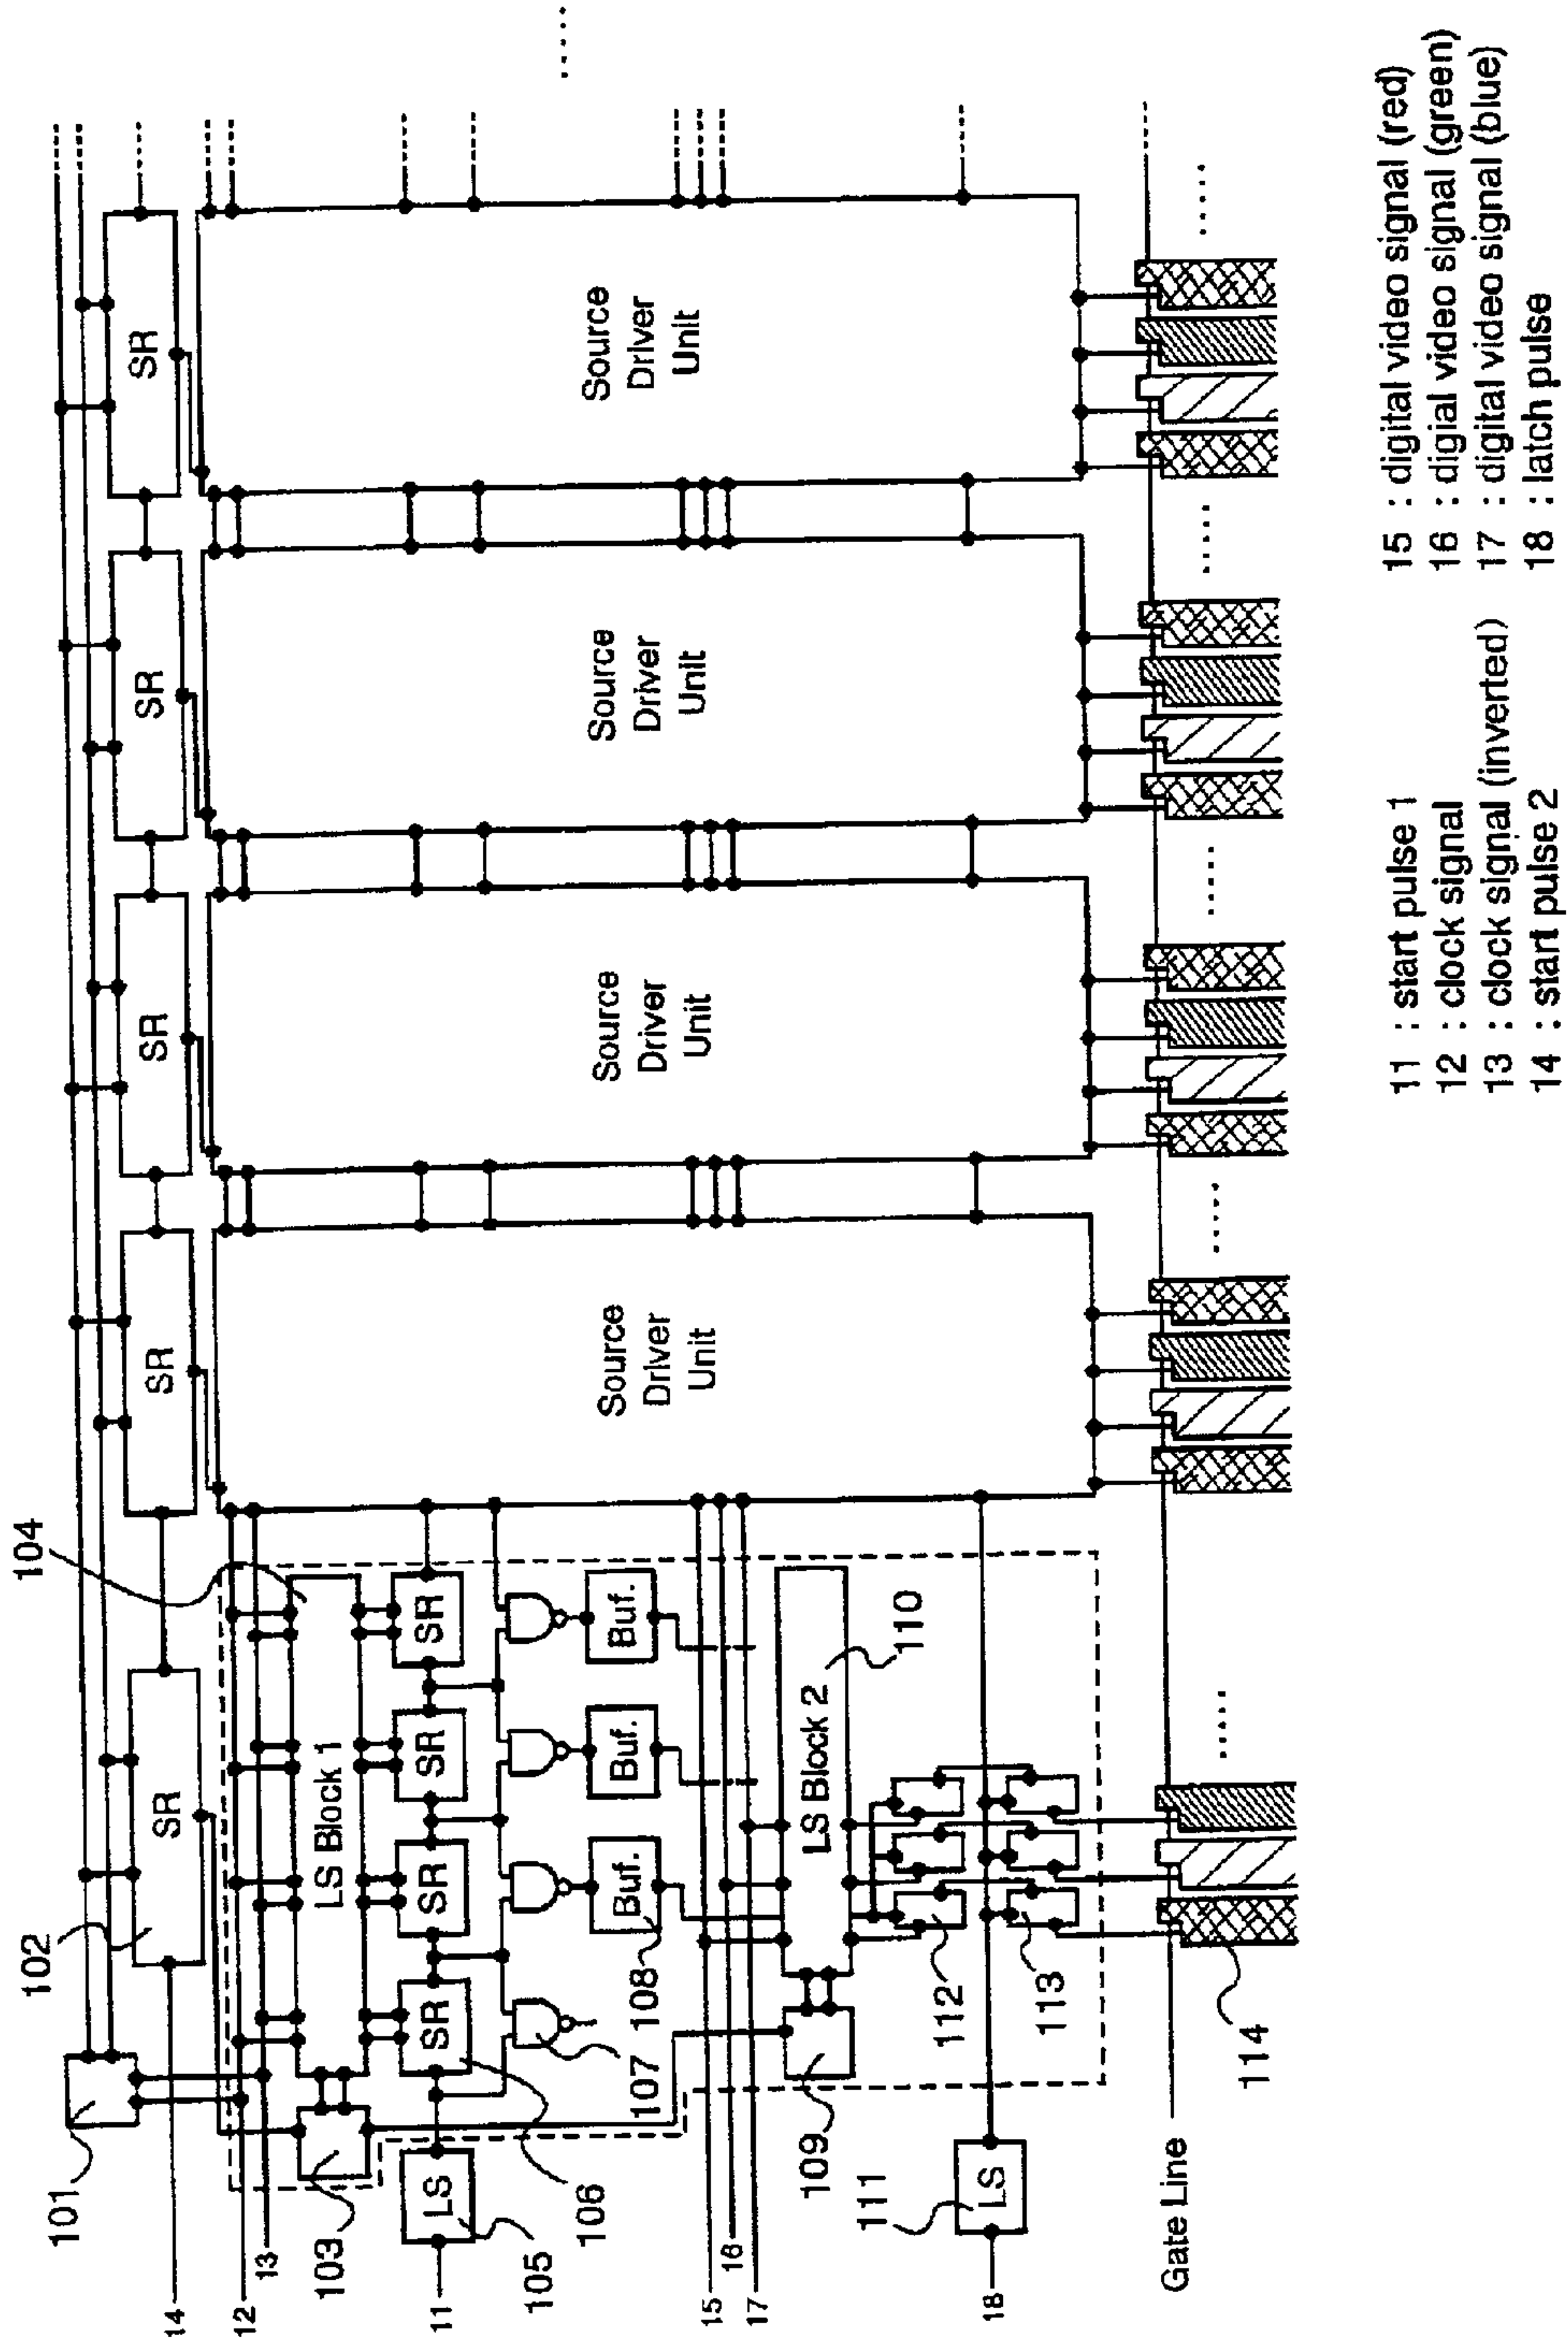 101
102
104
14
SR
SR
SR
SR
SR
12
13
103
LS Block 1
11
LS
105
SR
SR
SR
SR
106
107
Buf.
Buf.
Buf.
108
15
16
17
109
LS Block 2
110
112
113
111
18
LS
Gate Line
114
Source
Driver
Unit
Source
Driver
Unit
Source
Driver
Unit
Source
Driver
Unit
11 : start pulse 1
12 : clock signal
13 : clock signal (inverted)
14 : start pulse 2
15 : digital video signal (red)
16 : digial video signal (green)
17 : digital video signal (blue)
18 : latch pulse